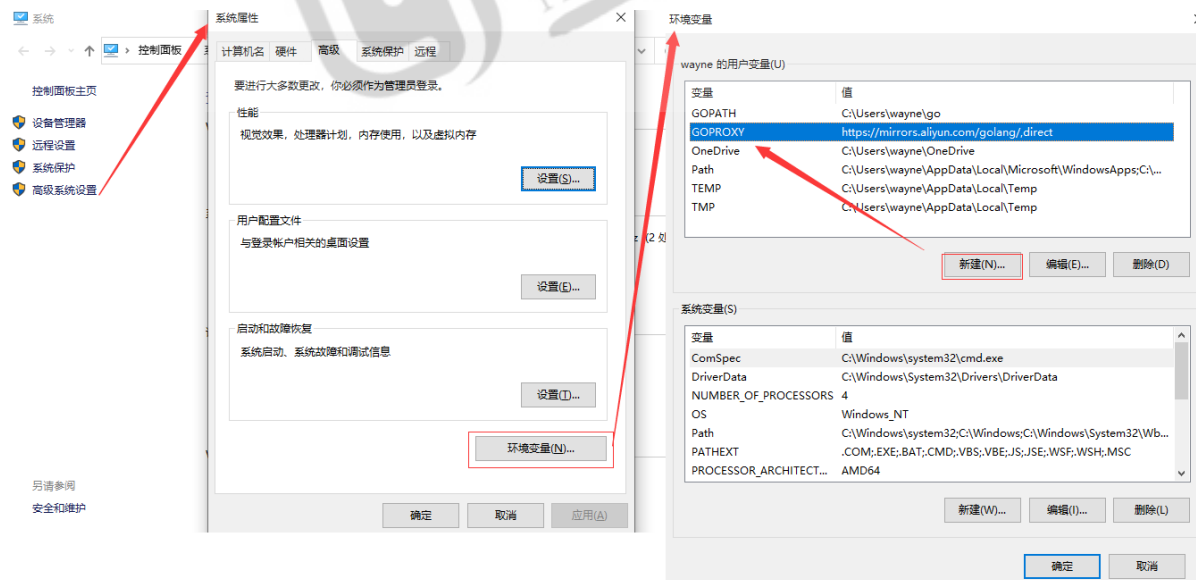 系统
控制面板
控制面板主页
设备管理器
远程设置
系统保护
高级系统设置
另请参阅
安全和维护
系统属性
计算机名 硬件 高级 系统保护 远程
要进行大多数更改，你必须作为管理员登录。
性能
视觉效果，处理器计划，内存使用，以及虚拟内存
设置(S)...
用户配置文件
与登录帐户相关的桌面设置
设置(E)...
启动和故障恢复
系统启动、系统故障和调试信息
设置(T)...
环境变量(N)...
确定 取消 应用(A)
(2 处
环境变量
wayne 的用户变量(U)
变量 值
GOPATH C:\Users\wayne\go
GOPROXY https://mirrors.aliyun.com/golang/,direct
OneDrive C:\Users\wayne\OneDrive
Path C:\Users\wayne\AppData\Local\Microsoft\WindowsApps;C:\...
TEMP C:\Users\wayne\AppData\Local\Temp
TMP C:\Users\wayne\AppData\Local\Temp
新建(N)... 编辑(E)... 删除(D)
系统变量(S)
变量 值
ComSpec C:\Windows\system32\cmd.exe
DriverData C:\Windows\System32\Drivers\DriverData
NUMBER_OF_PROCESSORS 4
OS Windows_NT
Path C:\Windows\system32;C:\Windows;C:\Windows\System32\Wb...
PATHEXT .COM;.EXE;.BAT;.CMD;.VBS;.VBE;.JS;.JSE;.WSF;.WSH;.MSC
PROCESSOR_ARCHITECT... AMD64
新建(W)... 编辑(I)... 删除(L)
确定 取消